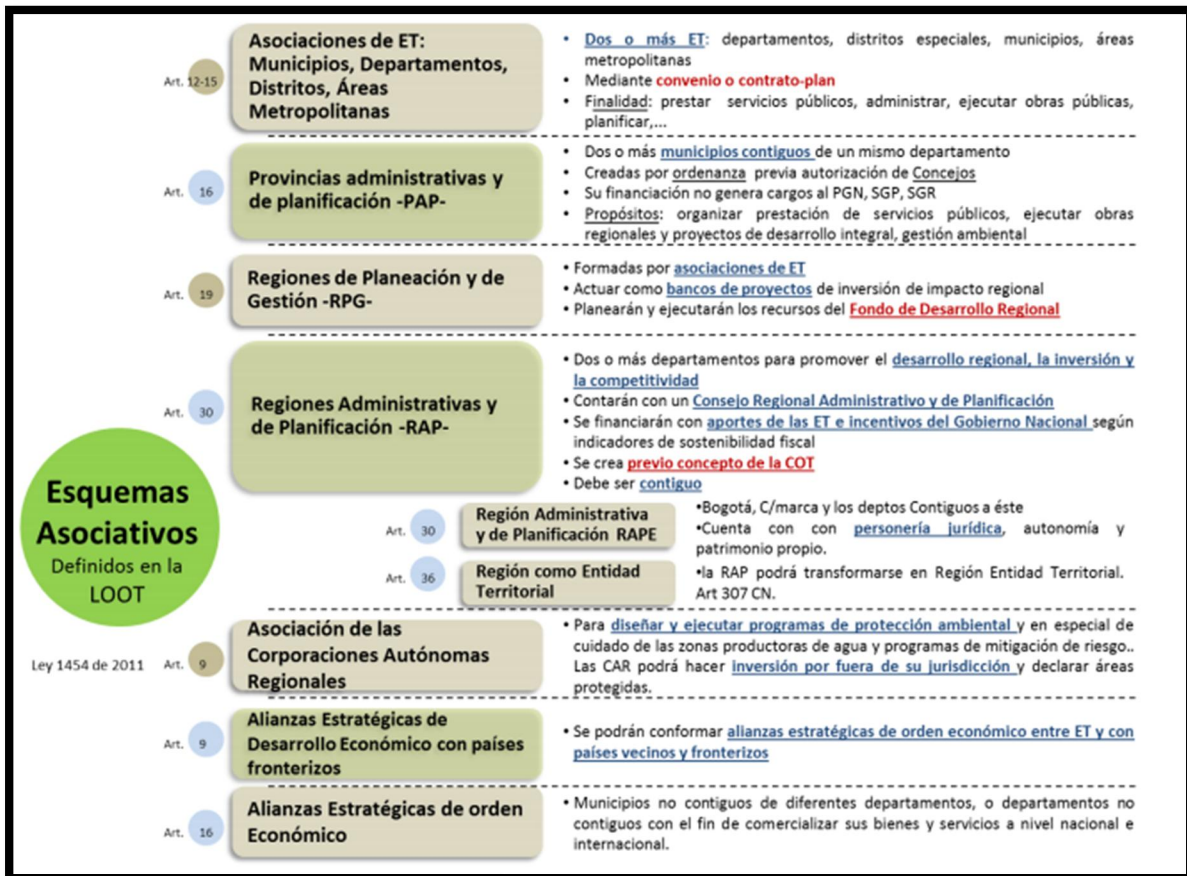 Asociaciones de ET:
Municipios, Departamentos,
Distritos, Áreas
Metropolitanas
Art. 12-15
• Dos o más ET: departamentos, distritos especiales, municipios, áreas
metropolitanas
• Mediante convenio o contrato-plan
• Finalidad: prestar servicios públicos, administrar, ejecutar obras públicas,
planificar,...
Provincias administrativas y
de planificación -PAP-
Art. 16
• Dos o más municipios contiguos de un mismo departamento
• Creadas por ordenanza previa autorización de Concejos
• Su financiación no genera cargos al PGN, SGP, SGR
• Propósitos: organizar prestación de servicios públicos, ejecutar obras
regionales y proyectos de desarrollo integral, gestión ambiental
Regiones de Planeación y de
Gestión -RPG-
Art. 19
• Formadas por asociaciones de ET
• Actuar como bancos de proyectos de inversión de impacto regional
• Planearán y ejecutarán los recursos del Fondo de Desarrollo Regional
Regiones Administrativas y
de Planificación -RAP-
Art. 30
• Dos o más departamentos para promover el desarrollo regional, la inversión y
la competitividad
• Contarán con un Consejo Regional Administrativo y de Planificación
• Se financiarán con aportes de las ET e incentivos del Gobierno Nacional según
indicadores de sostenibilidad fiscal
• Se crea previo concepto de la COT
• Debe ser contiguo
Esquemas
Asociativos
Definidos en la
LOOT
Ley 1454 de 2011
Art. 30
Región Administrativa
y de Planificación RAPE
•Bogotá, C/marca y los deptos Contiguos a éste
•Cuenta con con personería jurídica, autonomía y
patrimonio propio.
Art. 36
Región como Entidad
Territorial
•la RAP podrá transformarse en Región Entidad Territorial.
Art 307 CN.
Art. 9
Asociación de las
Corporaciones Autónomas
Regionales
• Para diseñar y ejecutar programas de protección ambiental y en especial de
cuidado de las zonas productoras de agua y programas de mitigación de riesgo..
Las CAR podrá hacer inversión por fuera de su jurisdicción y declarar áreas
protegidas.
Art. 9
Alianzas Estratégicas de
Desarrollo Económico con países
fronterizos
• Se podrán conformar alianzas estratégicas de orden económico entre ET y con
países vecinos y fronterizos
Art. 16
Alianzas Estratégicas de orden
Económico
• Municipios no contiguos de diferentes departamentos, o departamentos no
contiguos con el fin de comercializar sus bienes y servicios a nivel nacional e
internacional.